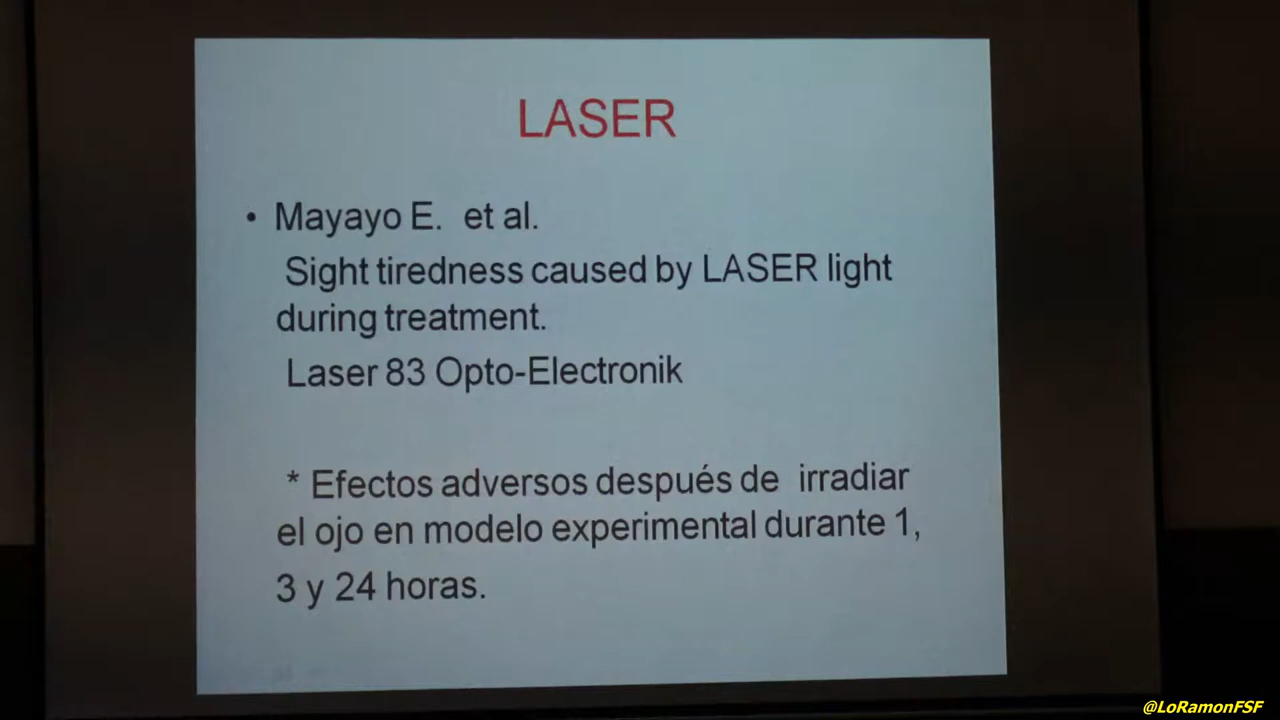 LASER
• Mayayo E. et al.
Sight tiredness caused by LASER light
during treatment.
Laser 83 Opto-Electronik
* Efectos adversos después de irradiar
el ojo en modelo experimental durante 1,
3 y 24 horas.
@LoRamonFSF